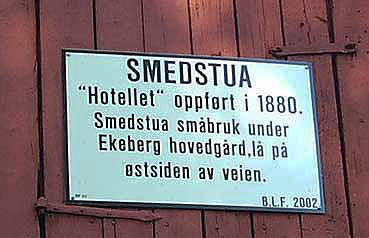 SMEDSTUA
"Hotellet" oppført i 1880.
Smedstua småbruk under
Ekeberg hovedgård, lå på
østsiden av veien.
B.L.F. 2002